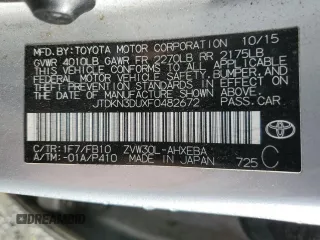 MFD.BY:TOYOTA MOTOR CORPORATION 10/15
GVWR 4010LB GAWR FR 2270LB RR 2175LB
THIS VEHICLE CONFORMS TO ALL APPLICABLE
FEDERAL MOTOR VEHICLE SAFETY, BUMPER, AND
THEFT PREVENTION STANDARDS IN EFFECT ON
THE DATE OF MANUFACTURE SHOWN ABOVE.
JTDKN3DUXF0482672 PASS.CAR
C/TR:1F7/FB10 ZVW30L-AHXEBA
A/TM:-01A/P410 MADE IN JAPAN 725 C
TOYOTA
DREAMBID